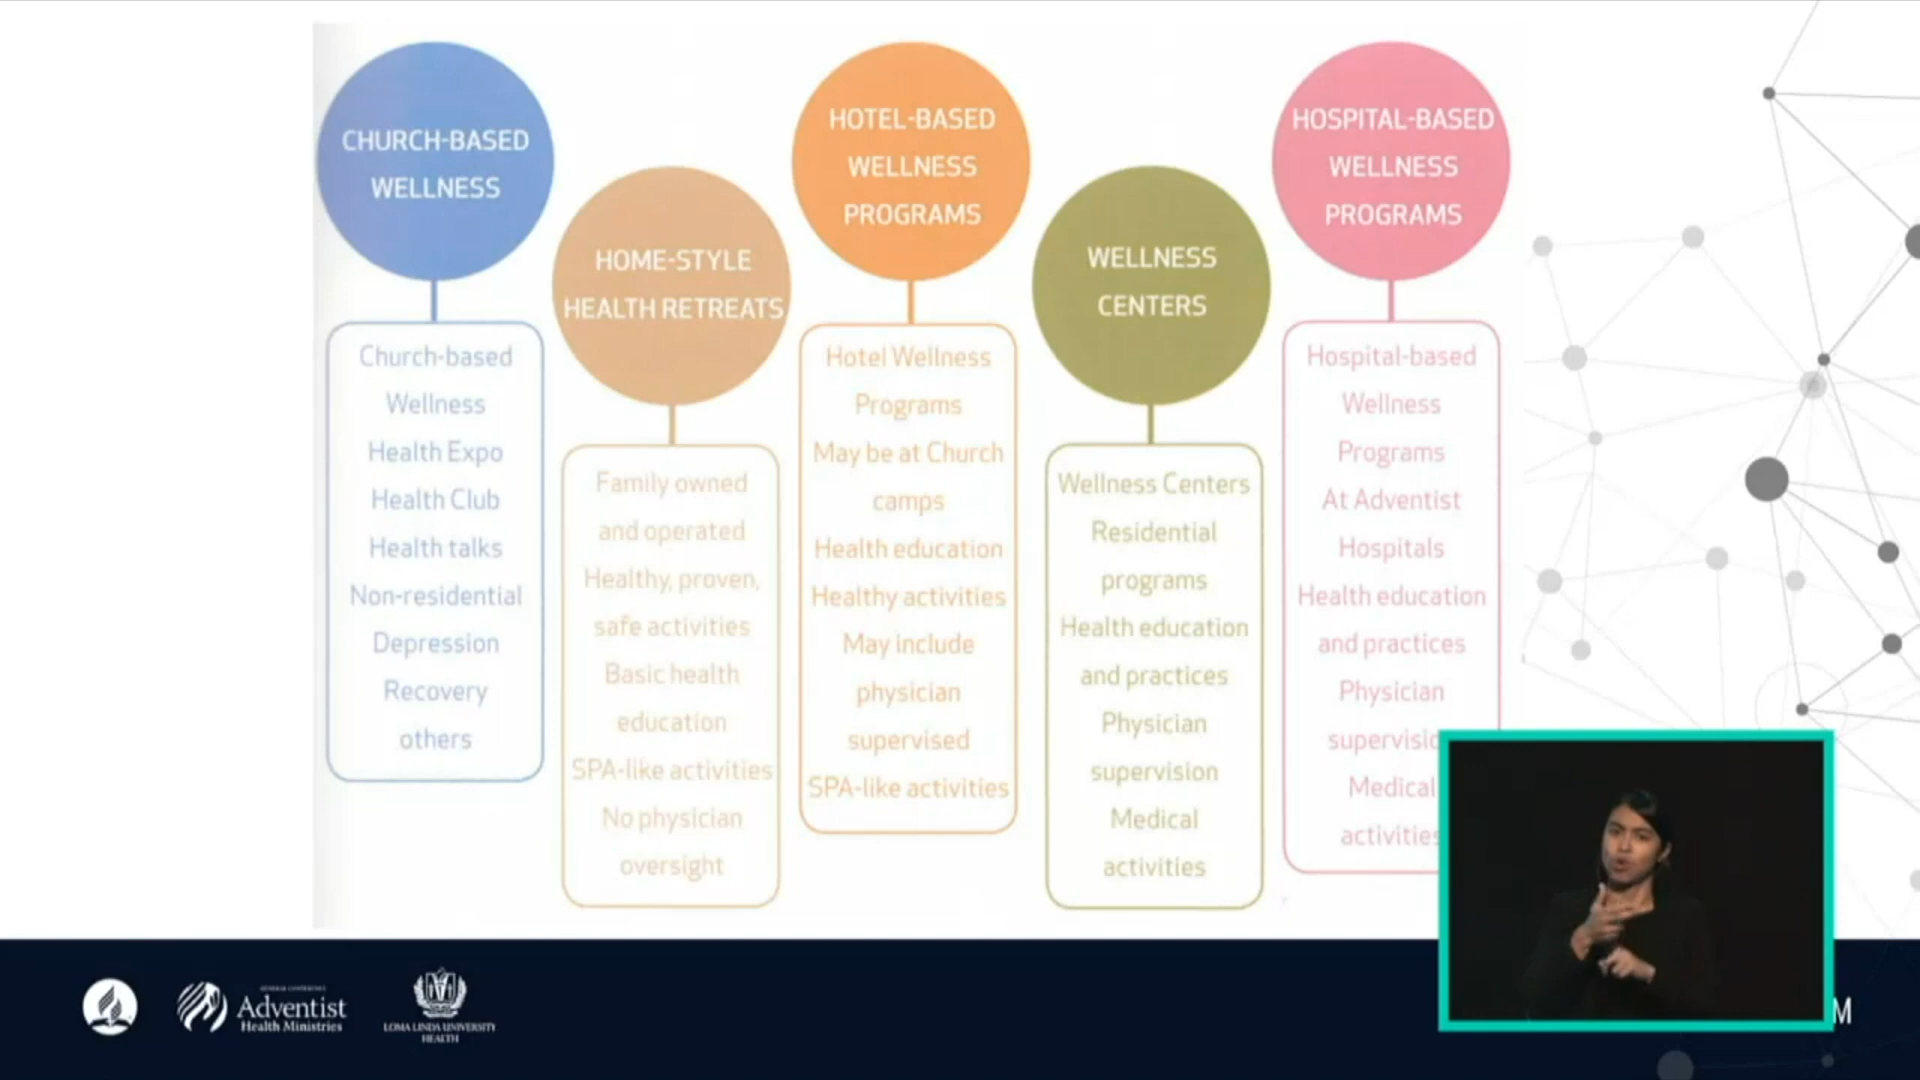 CHURCH-BASED
WELLNESS
Church-based
Wellness
Health Expo
Health Club
Health talks
Non-residential
Depression
Recovery
others
HOME-STYLE
HEALTH RETREATS
Family owned
and operated
Healthy, proven,
safe activities
Basic health
education
SPA-like activities
No physician
oversight
HOTEL-BASED
WELLNESS
PROGRAMS
Hotel Wellness
Programs
May be at Church
camps
Health education
Healthy activities
May include
physician
supervised
SPA-like activities
WELLNESS
CENTERS
Wellness Centers
Residential
programs
Health education
and practices
Physician
supervision
Medical
activities
HOSPITAL-BASED
WELLNESS
PROGRAMS
Hospital-based
Wellness
Programs
At Adventist
Hospitals
Health education
and practices
Physician
Medical
GENERAL CONFERENCE
Adventist
Health Ministries
LOMA LINDA UNIVERSITY
HEALTH